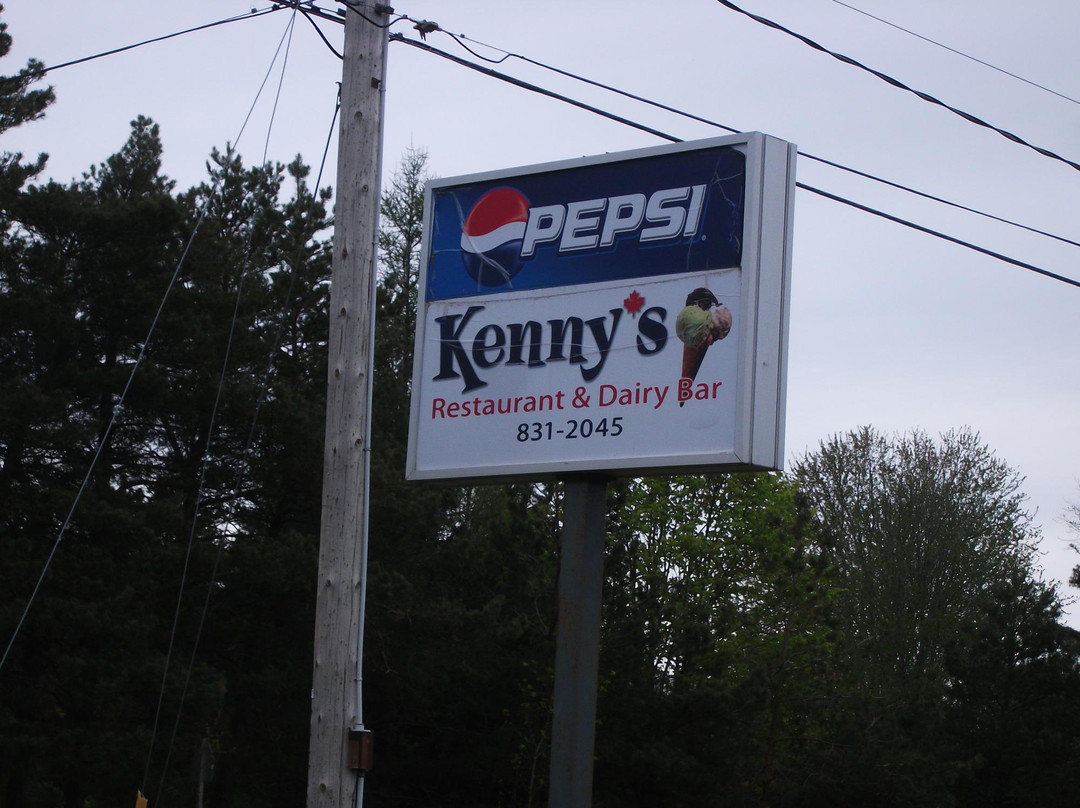 PEPSI
Kenny's
Restaurant & Dairy Bar
831-2045